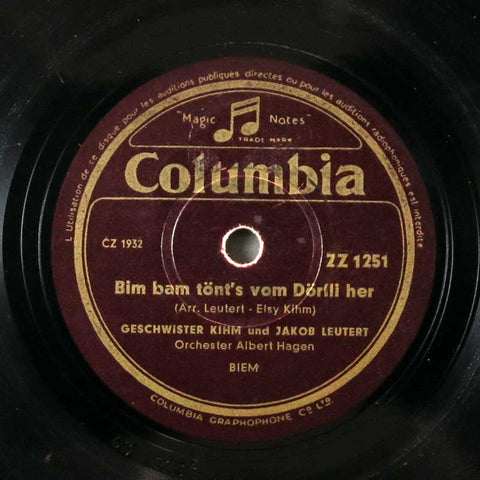 L'Utilisation de ce disque pour les auditions publiques directes ou pour les auditions radiophoniques est interdite
"Magic Notes"
TRADE MARK
Columbia
CZ 1932
ZZ 1251
Bim bam tönt's vom Dörfli her
(Arr. Leutert - Elsy Kihm)
GESCHWISTER KIHM und JAKOB LEUTERT
Orchester Albert Hagen
BIEM
COLUMBIA GRAPHOPHONE Co LTD.